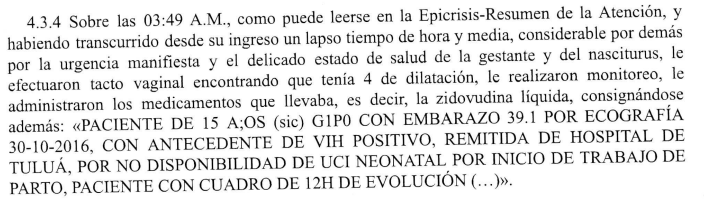 4.3.4 Sobre las 03:49 A.M., como puede leerse en la Epicrisis-Resumen de la Atención, y
habiendo transcurrido desde su ingreso un lapso tiempo de hora y media, considerable por demás
por la urgencia manifiesta y el delicado estado de salud de la gestante y del nasciturus, le
efectuaron tacto vaginal encontrando que tenía 4 de dilatación, le realizaron monitoreo, le
administraron los medicamentos que llevaba, es decir, la zidovudina líquida, consignándose
además: «PACIENTE DE 15 A;OS (sic) G1P0 CON EMBARAZO 39.1 POR ECOGRAFÍA
30-10-2016, CON ANTECEDENTE DE VIH POSITIVO, REMITIDA DE HOSPITAL DE
TULUÁ, POR NO DISPONIBILIDAD DE UCI NEONATAL POR INICIO DE TRABAJO DE
PARTO, PACIENTE CON CUADRO DE 12H DE EVOLUCIÓN (…)».